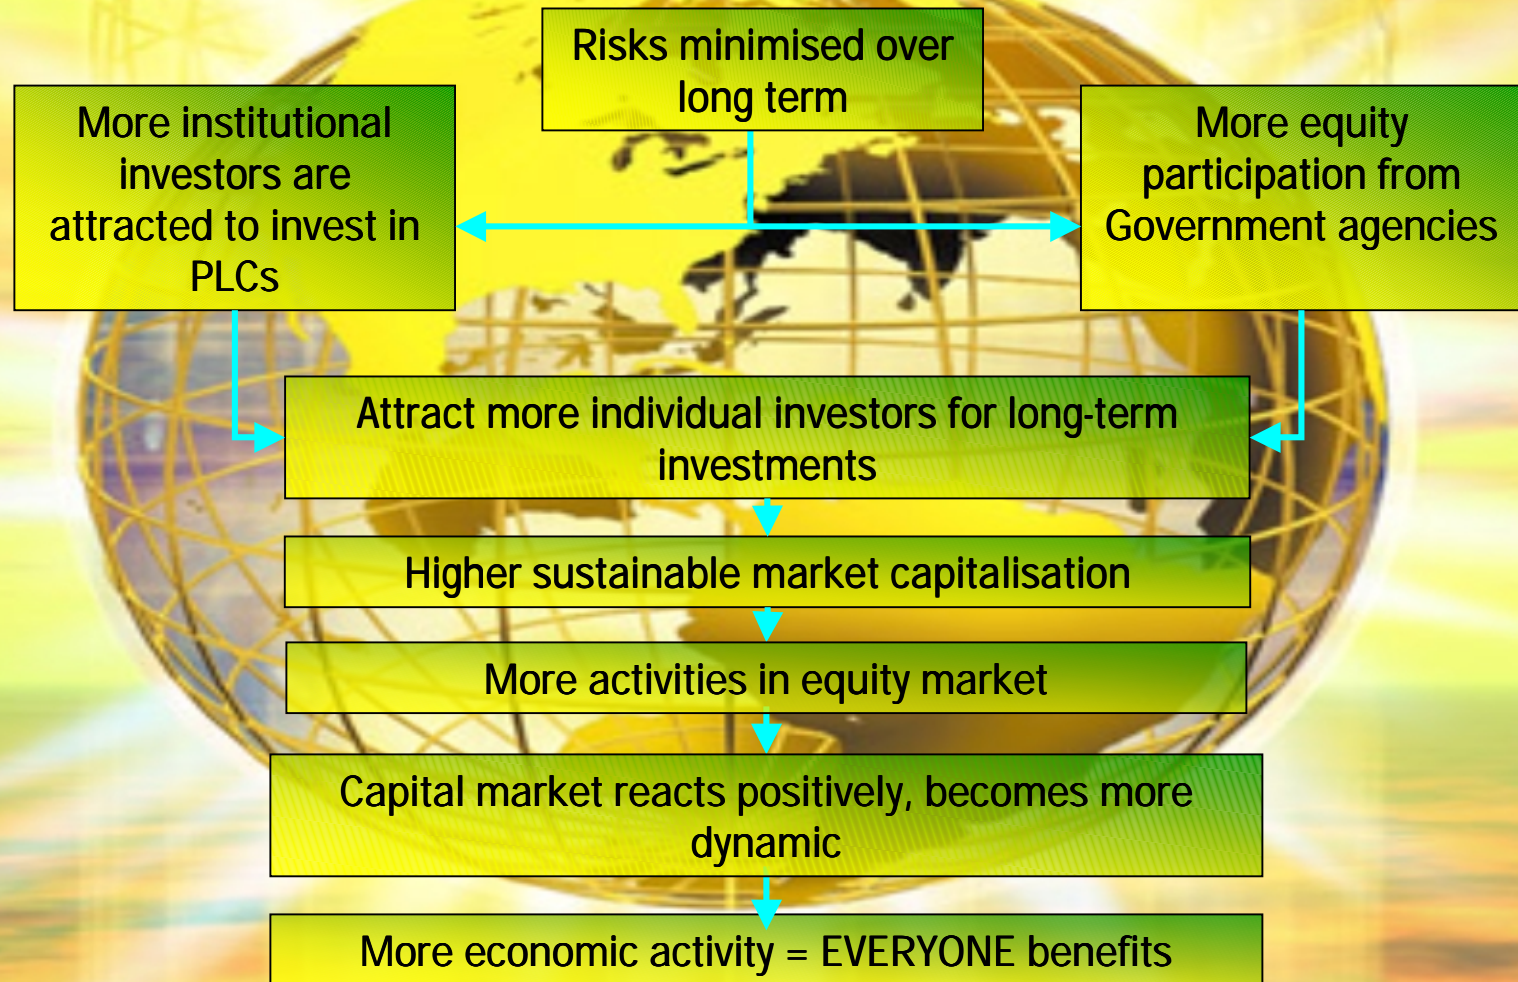 Risks minimised over
long term
More institutional
investors are
attracted to invest in
PLCs
More equity
participation from
Government agencies
Attract more individual investors for long-term
investments
Higher sustainable market capitalisation
More activities in equity market
Capital market reacts positively, becomes more
dynamic
More economic activity = EVERYONE benefits